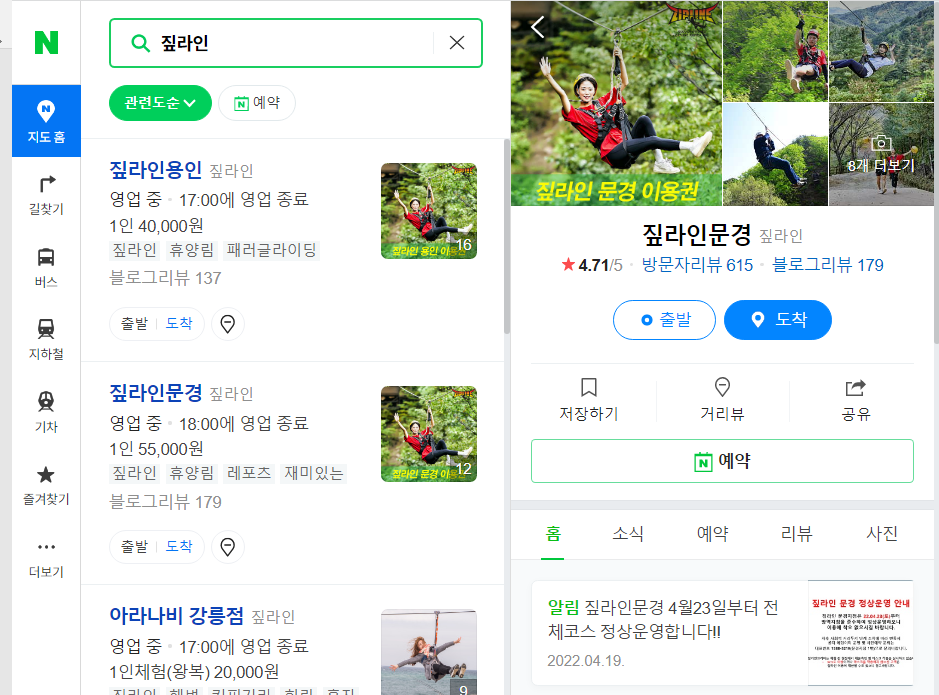 N
짚라인
관련도순
예약
지도 홈
길찾기
버스
지하철
기차
즐겨찾기
더보기
짚라인용인 짚라인
영업 중 · 17:00에 영업 종료
1인 40,000원
짚라인 휴양림 패러글라이딩
블로그리뷰 137
출발 도착
짚라인 용인 이용권
16
짚라인문경 짚라인
영업 중 · 18:00에 영업 종료
1인 55,000원
짚라인 휴양림 레포츠 재미있는
블로그리뷰 179
출발 도착
짚라인 문경 이용권
12
아라나비 강릉점 짚라인
영업 중 · 17:00에 영업 종료
1인체험(왕복) 20,000원
9
짚라인 문경 이용권
8개 더보기
짚라인문경 짚라인
★4.71/5 · 방문자리뷰 615 · 블로그리뷰 179
출발 도착
저장하기 거리뷰 공유
예약
홈 소식 예약 리뷰 사진
알림 짚라인문경 4월23일부터 전
체코스 정상운영합니다!!
2022.04.19.
짚라인 문경 정상운영 안내